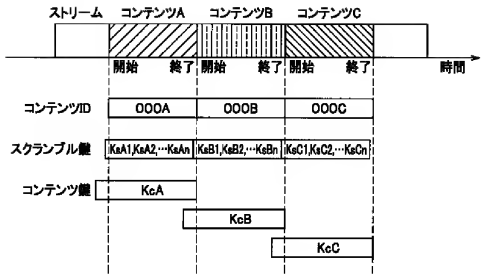 ストリーム コンテンツA コンテンツB コンテンツC
開始 終了 開始 終了 開始 終了 時間
コンテンツID 000A 000B 000C
スクランブル鍵 KsA1,KsA2,…KsAn KsB1,KsB2,…KsBn KsC1,KsC2,…KsCn
コンテンツ鍵 KcA
KcB
KcC